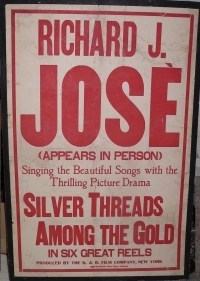 RICHARD J.
JOSÈ
(APPEARS IN PERSON)
Singing the Beautiful Songs with the
Thrilling Picture Drama
SILVER THREADS
AMONG THE GOLD
IN SIX GREAT REELS
PRODUCED BY THE K. & R. FILM COMPANY, NEW YORK